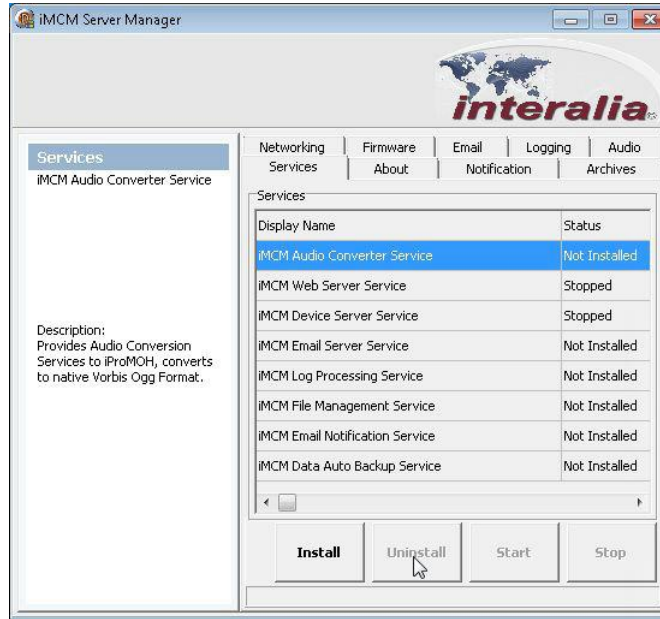 iMCM Server Manager
interalia
Services
iMCM Audio Converter Service
Description:
Provides Audio Conversion
Services to iProMOH, converts
to native Vorbis Ogg Format.
Networking Firmware Email Logging Audio
Services About Notification Archives
Services
Display Name Status
iMCM Audio Converter Service Not Installed
iMCM Web Server Service Stopped
iMCM Device Server Service Stopped
iMCM Email Server Service Not Installed
iMCM Log Processing Service Not Installed
iMCM File Management Service Not Installed
iMCM Email Notification Service Not Installed
iMCM Data Auto Backup Service Not Installed
Install Uninstall Start Stop